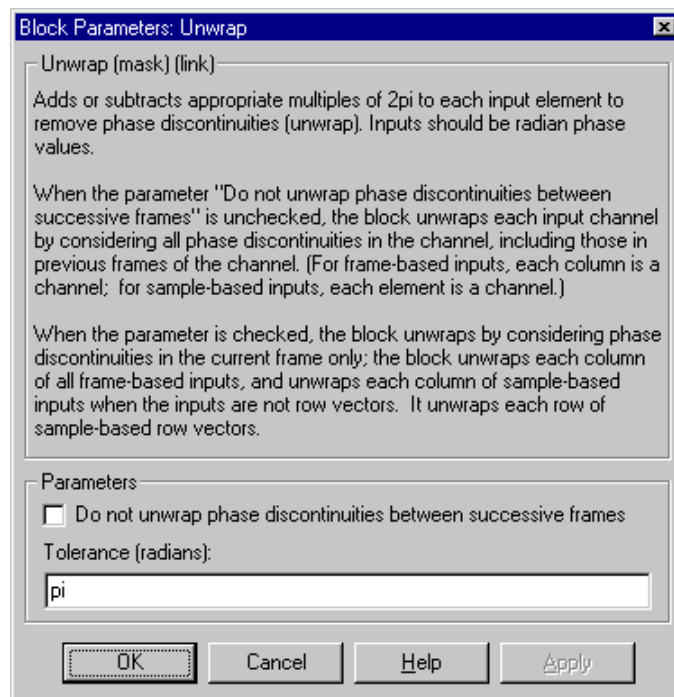 Block Parameters: Unwrap
Unwrap (mask) (link)
Adds or subtracts appropriate multiples of 2pi to each input element to
remove phase discontinuities (unwrap). Inputs should be radian phase
values.
When the parameter "Do not unwrap phase discontinuities between
successive frames" is unchecked, the block unwraps each input channel
by considering all phase discontinuities in the channel, including those in
previous frames of the channel. (For frame-based inputs, each column is a
channel;  for sample-based inputs, each element is a channel.)
When the parameter is checked, the block unwraps by considering phase
discontinuities in the current frame only; the block unwraps each column
of all frame-based inputs, and unwraps each column of sample-based
inputs when the inputs are not row vectors.  It unwraps each row of
sample-based row vectors.
Parameters
Do not unwrap phase discontinuities between successive frames
Tolerance (radians):
pi
OK Cancel Help Apply